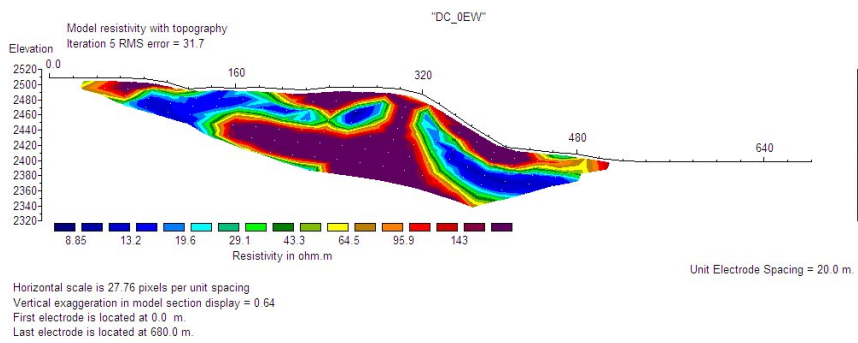 "DC_0EW"
Model resistivity with topography
Iteration 5 RMS error = 31.7
Elevation
0.0
160
320
480
640
2520
2500
2480
2460
2440
2420
2400
2380
2360
2340
2320
8.85 13.2 19.6 29.1 43.3 64.5 95.9 143
Resistivity in ohm.m
Unit Electrode Spacing = 20.0 m.
Horizontal scale is 27.76 pixels per unit spacing
Vertical exaggeration in model section display = 0.64
First electrode is located at 0.0 m.
Last electrode is located at 680.0 m.